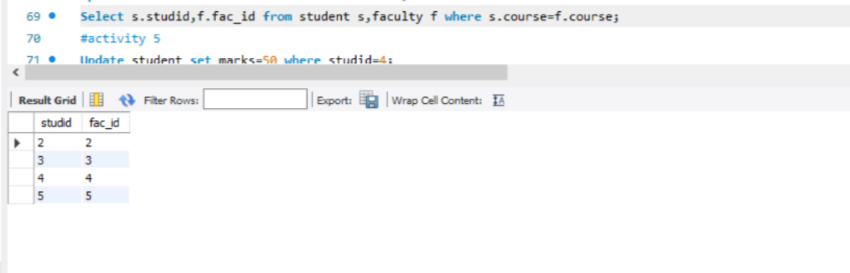 69 Select s.studid,f.fac_id from student s,faculty f where s.course=f.course;
70 #activity 5
71 Update student set marks=50 where studid=4;
Result Grid Filter Rows: Export: Wrap Cell Content: IA
studid fac_id
2 2
3 3
4 4
5 5